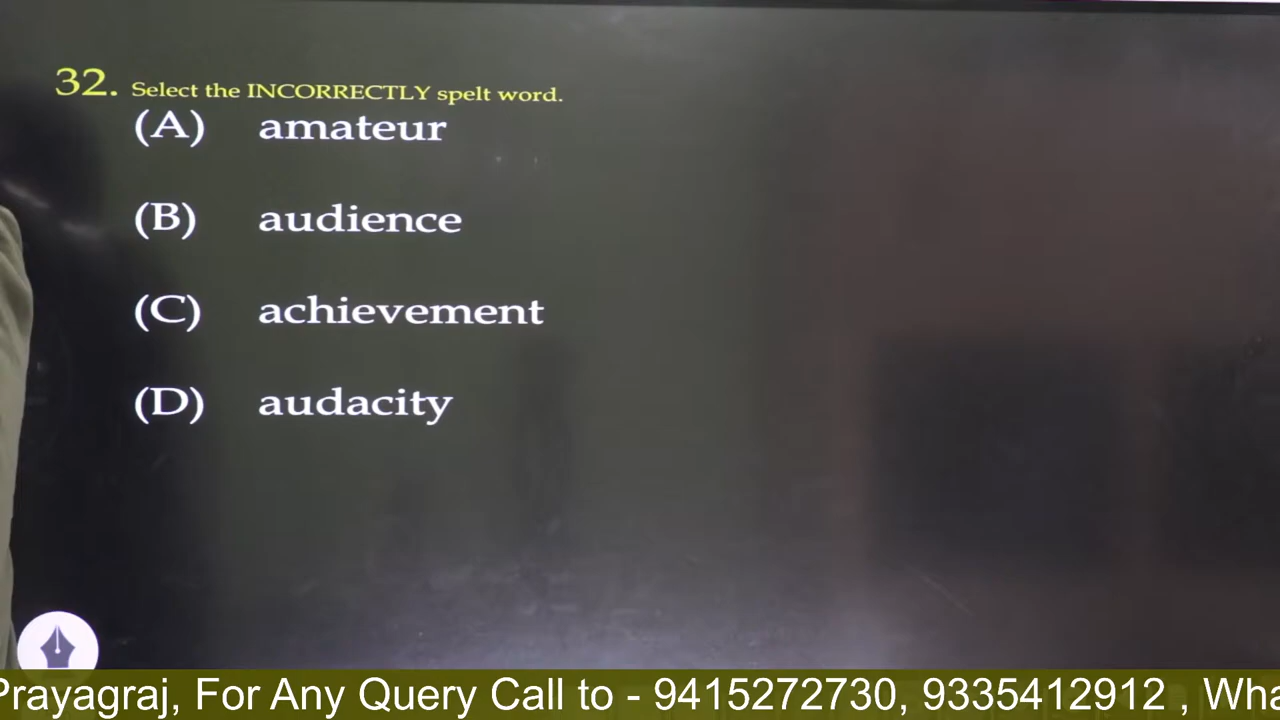 32. Select the INCORRECTLY spelt word.
(A) amateur
(B) audience
(C) achievement
(D) audacity
Prayagraj, For Any Query Call to - 9415272730, 9335412912 , Wha